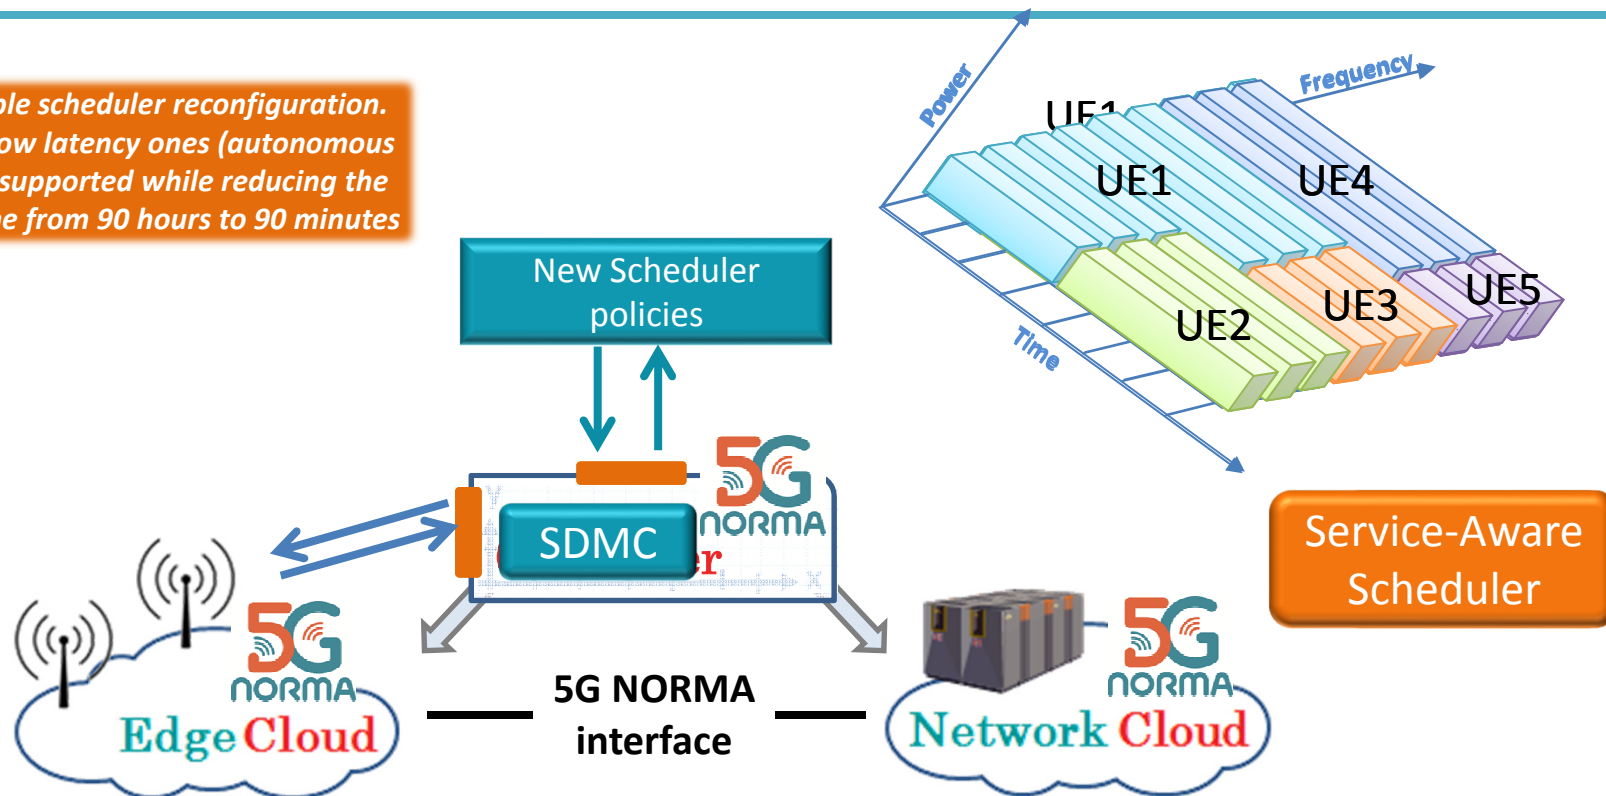 ble scheduler reconfiguration.
ow latency ones (autonomous
supported while reducing the
e from 90 hours to 90 minutes
Power
Frequency
UE1
UE1
UE4
UE5
UE3
UE2
Time
New Scheduler
policies
5G
NORMA
SDMC
er
Service-Aware
Scheduler
5G
NORMA
Edge Cloud
5G NORMA
interface
5G
NORMA
Network Cloud